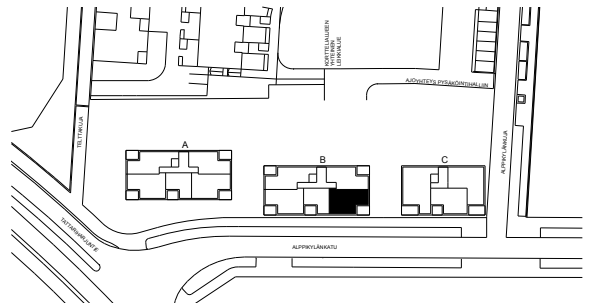 KORTTELIALUEEN
YHTEINEN
LEIKKIALUE
AJOYHTEYS PYSÄKÖINTIHALLIIN
TELTTAKUJA
ALPPIKYLÄNKUJA
A
B
C
TATTARIHARJUNTIE
ALPPIKYLÄNKATU